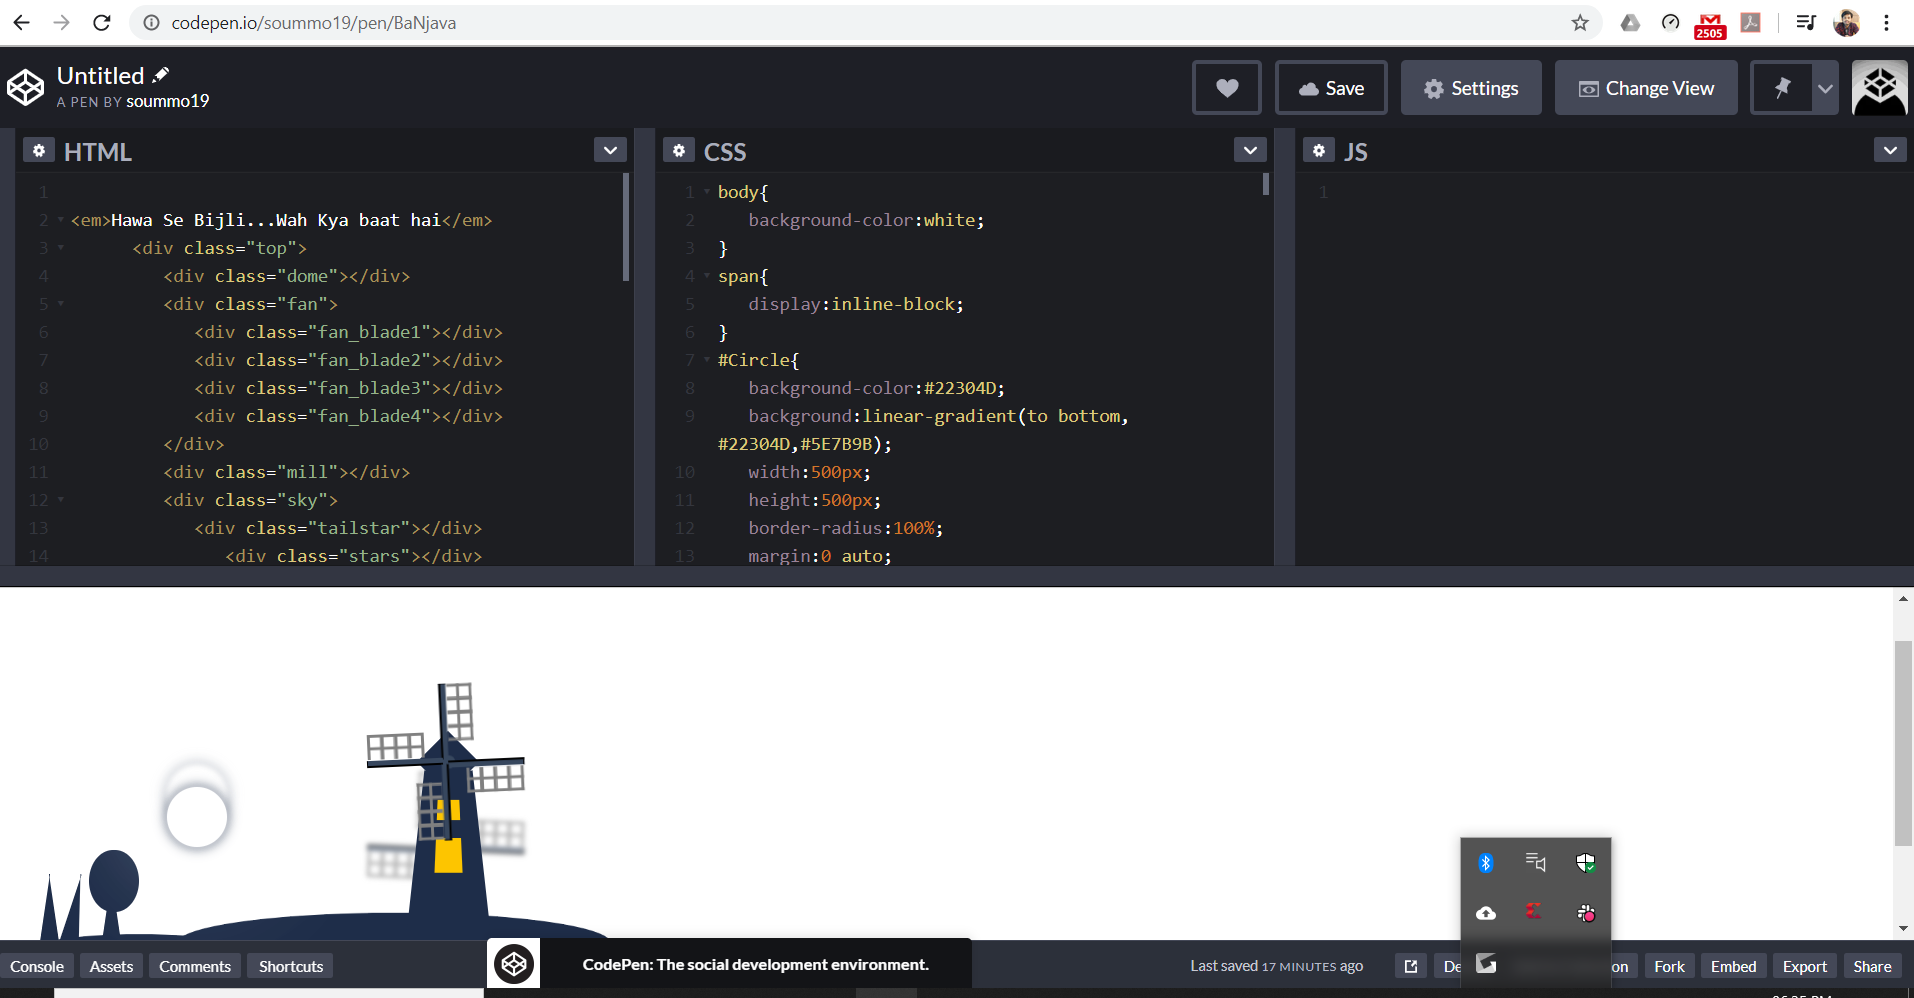 codepen.io/soummo19/pen/BaNjava
2505
Untitled
A PEN BY soummo19
Save
Settings
Change View
HTML
CSS
JS
1
2 <em>Hawa Se Bijli...Wah Kya baat hai</em>
3 <div class="top">
4 <div class="dome"></div>
5 <div class="fan">
6 <div class="fan_blade1"></div>
7 <div class="fan_blade2"></div>
8 <div class="fan_blade3"></div>
9 <div class="fan_blade4"></div>
10 </div>
11 <div class="mill"></div>
12 <div class="sky">
13 <div class="tailstar"></div>
14 <div class="stars"></div>
1 body{
2 background-color:white;
3 }
4 span{
5 display:inline-block;
6 }
7 #Circle{
8 background-color:#22304D;
9 background:linear-gradient(to bottom,
#22304D,#5E7B9B);
10 width:500px;
11 height:500px;
12 border-radius:100%;
13 margin:0 auto;
1
Console
Assets
Comments
Shortcuts
CodePen: The social development environment.
Last saved 17 MINUTES ago
De
on
Fork
Embed
Export
Share